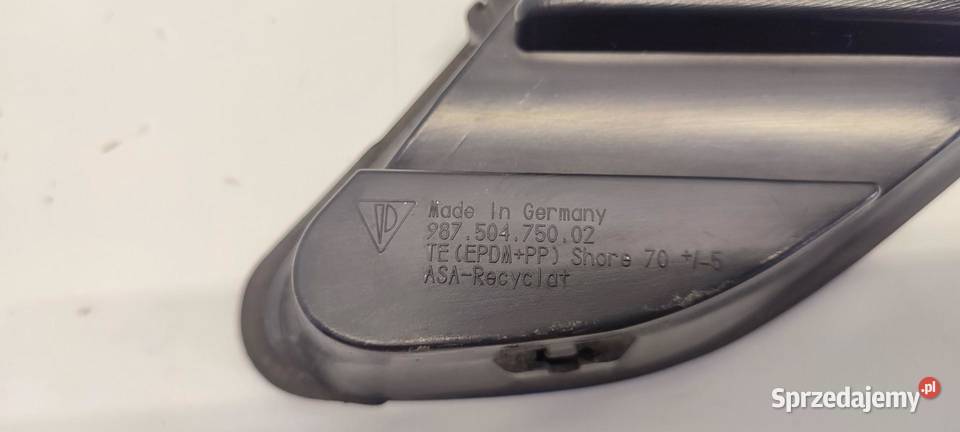 Made In Germany
987.504.750.02
TE(EPDM+PP) Shore 70 +/-5
ASA-Recyclat
Sprzedajemy.pl